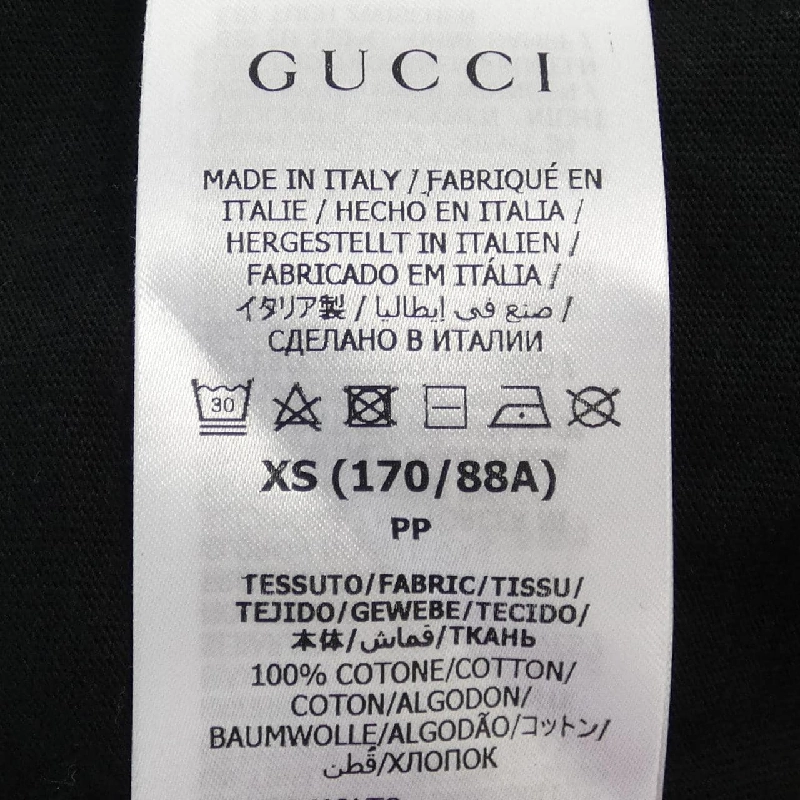 GUCCI
MADE IN ITALY / FABRIQUÉ EN
ITALIE / HECHO EN ITALIA /
HERGESTELLT IN ITALIEN /
FABRICADO EM ITÁLIA /
イタリア製 / صنع في إيطاليا /
СДЕЛАНО В ИТАЛИИ
30
XS (170/88A)
PP
TESSUTO/FABRIC/TISSU/
TEJIDO/GEWEBE/TECIDO/
本体/قماش/ТКАНЬ
100% COTONE/COTTON/
COTON/ALGODON/
BAUMWOLLE/ALGODÃO/コットン/
قطن/ХЛОПОК